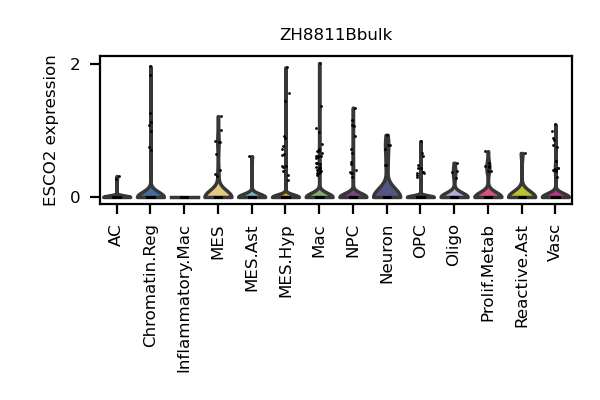 ZH8811Bbulk
ESCO2 expression
2
0
AC
Chromatin.Reg
Inflammatory.Mac
MES
MES.Ast
MES.Hyp
Mac
NPC
Neuron
OPC
Oligo
Prolif.Metab
Reactive.Ast
Vasc